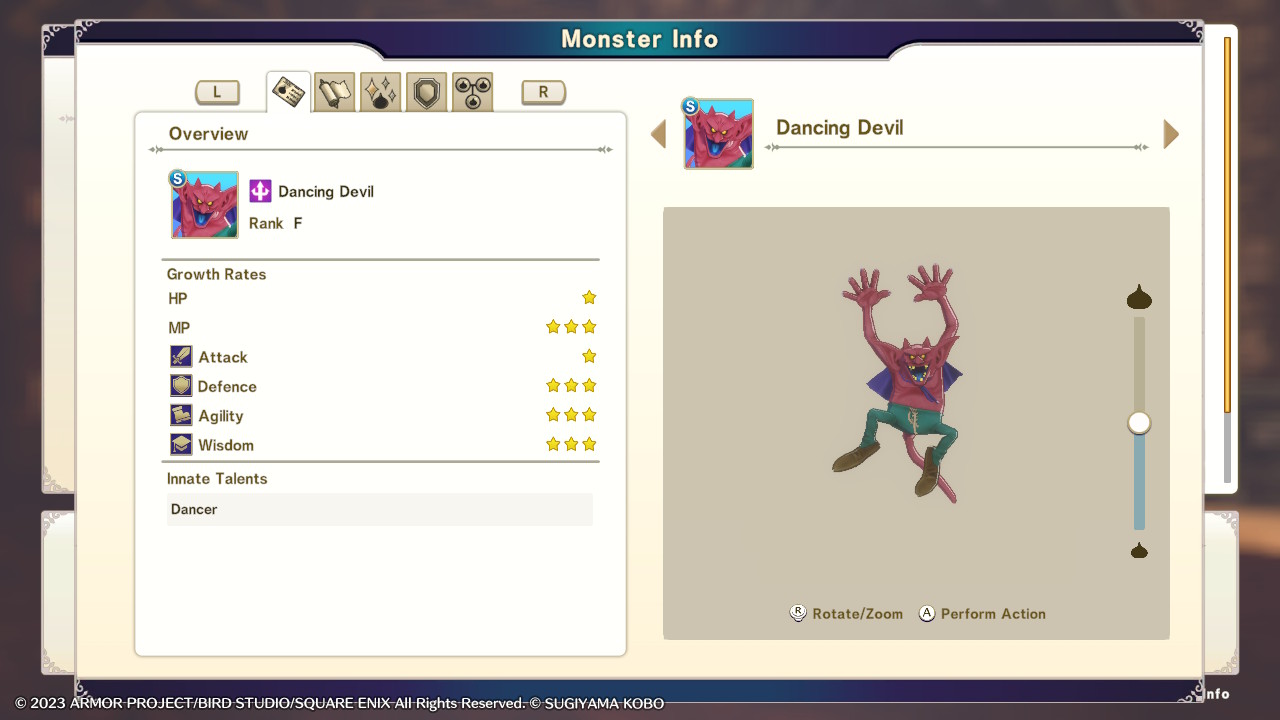 Monster Info
L
R
Overview
S
Dancing Devil
Rank F
Growth Rates
HP
MP
Attack
Defence
Agility
Wisdom
Innate Talents
Dancer
S
Dancing Devil
R Rotate/Zoom A Perform Action
nfo
© 2023 ARMOR PROJECT/BIRD STUDIO/SQUARE ENIX All Rights Reserved. © SUGIYAMA KOBO